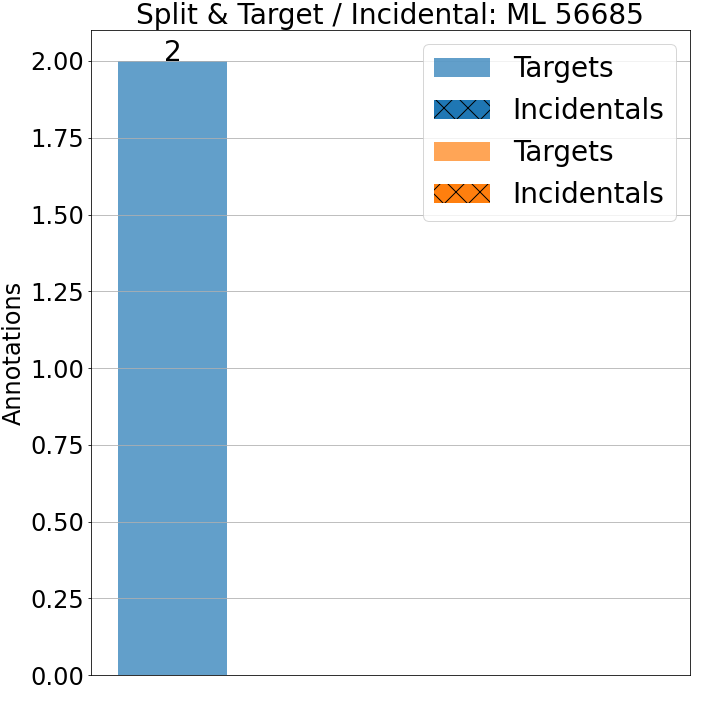 Split & Target / Incidental: ML 56685
2
2.00
1.75
1.50
1.25
1.00
0.75
0.50
0.25
0.00
Annotations
Targets
Incidentals
Targets
Incidentals